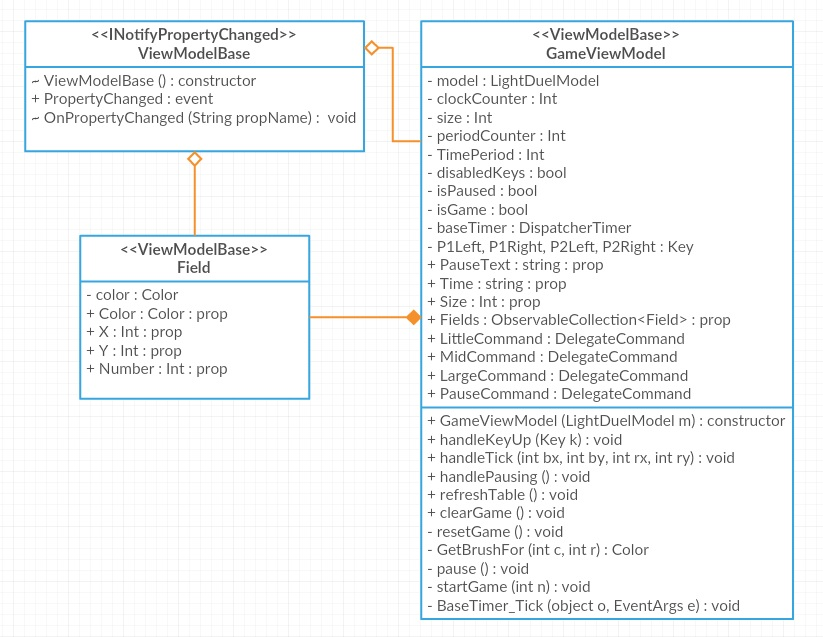 <<INotifyPropertyChanged>>
ViewModelBase
~ ViewModelBase () : constructor
+ PropertyChanged : event
~ OnPropertyChanged (String propName) :  void
<<ViewModelBase>>
Field
- color : Color
+ Color : Color : prop
+ X : Int : prop
+ Y : Int : prop
+ Number : Int : prop
<<ViewModelBase>>
GameViewModel
- model : LightDuelModel
- clockCounter : Int
- size : Int
- periodCounter : Int
- TimePeriod : Int
- disabledKeys : bool
- isPaused : bool
- isGame : bool
- baseTimer : DispatcherTimer
- P1Left, P1Right, P2Left, P2Right : Key
+ PauseText : string : prop
+ Time : string : prop
+ Size : Int : prop
+ Fields : ObservableCollection<Field> : prop
+ LittleCommand : DelegateCommand
+ MidCommand : DelegateCommand
+ LargeCommand : DelegateCommand
+ PauseCommand : DelegateCommand
+ GameViewModel (LightDuelModel m) : constructor
+ handleKeyUp (Key k) : void
+ handleTick (int bx, int by, int rx, int ry) : void
+ handlePausing () : void
+ refreshTable () : void
+ clearGame () : void
- resetGame () : void
- GetBrushFor (int c, int r) : Color
- pause () : void
- startGame (int n) : void
- BaseTimer_Tick (object o, EventArgs e) : void